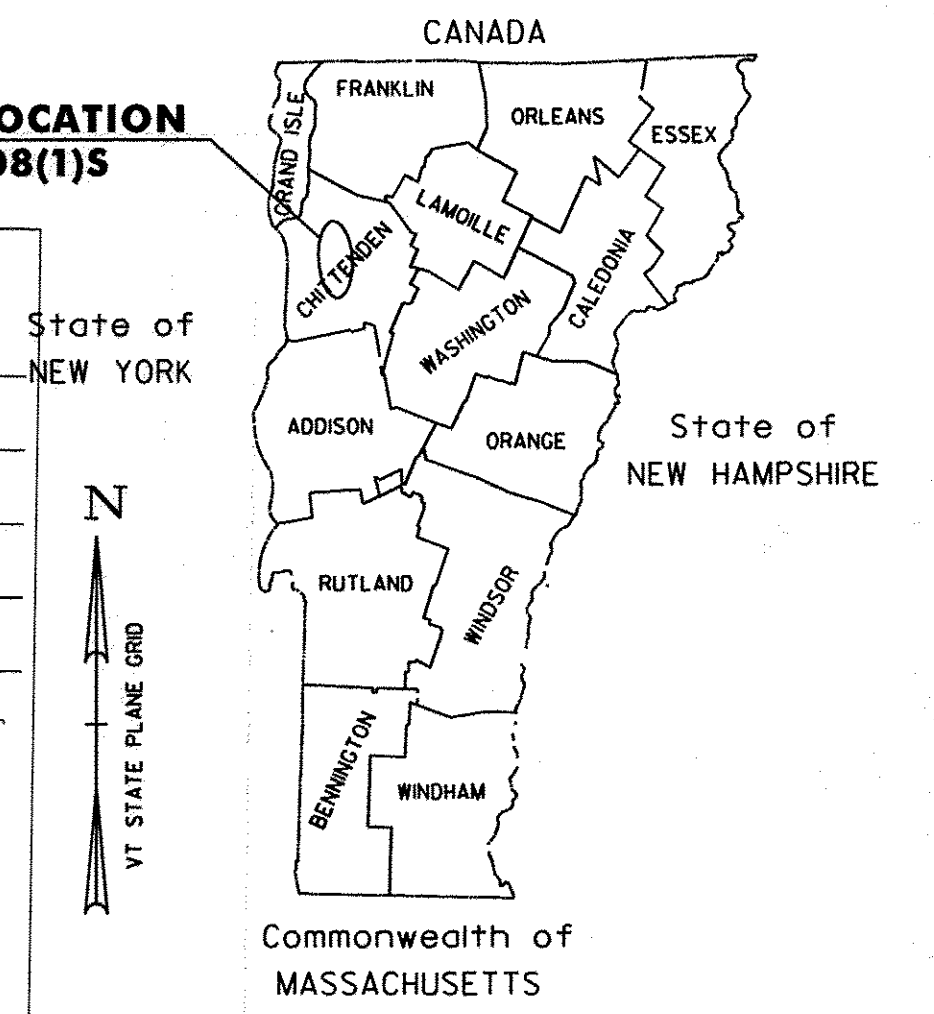 CANADA
OCATION
08(1)S
FRANKLIN
GRAND ISLE
ORLEANS
ESSEX
LAMOILLE
CHITTENDEN
CALEDONIA
State of
NEW YORK
WASHINGTON
ADDISON
ORANGE
State of
NEW HAMPSHIRE
N
VT STATE PLANE GRID
RUTLAND
WINDSOR
BENNINGTON
WINDHAM
Commonwealth of
MASSACHUSETTS